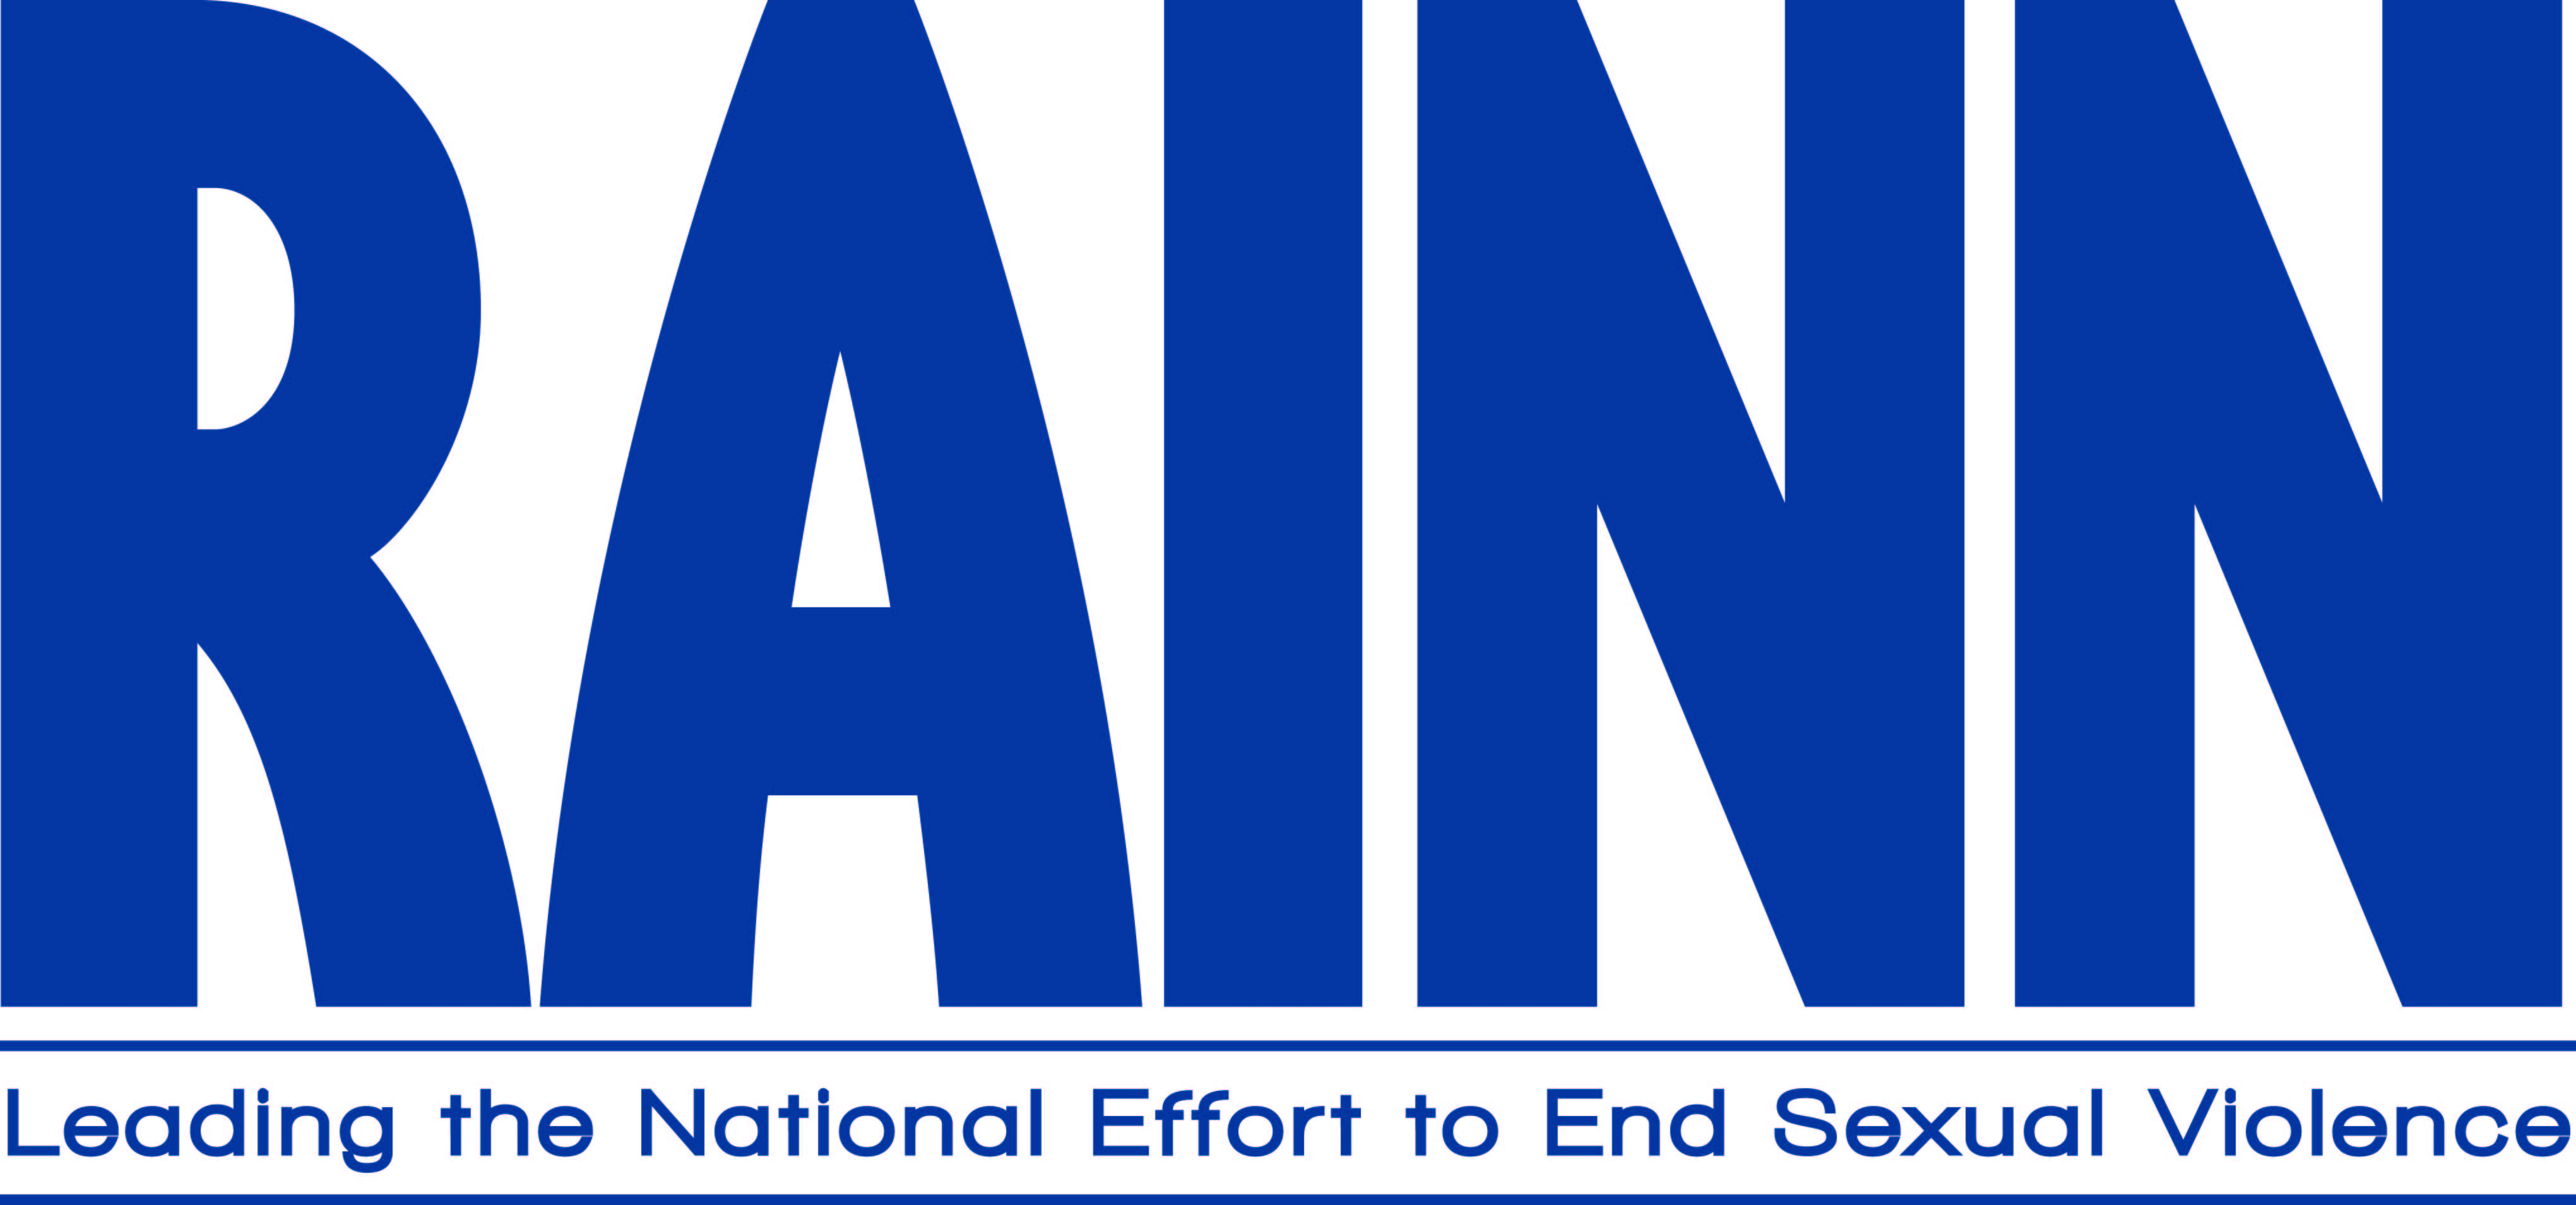 RAINN
Leading the National Effort to End Sexual Violence